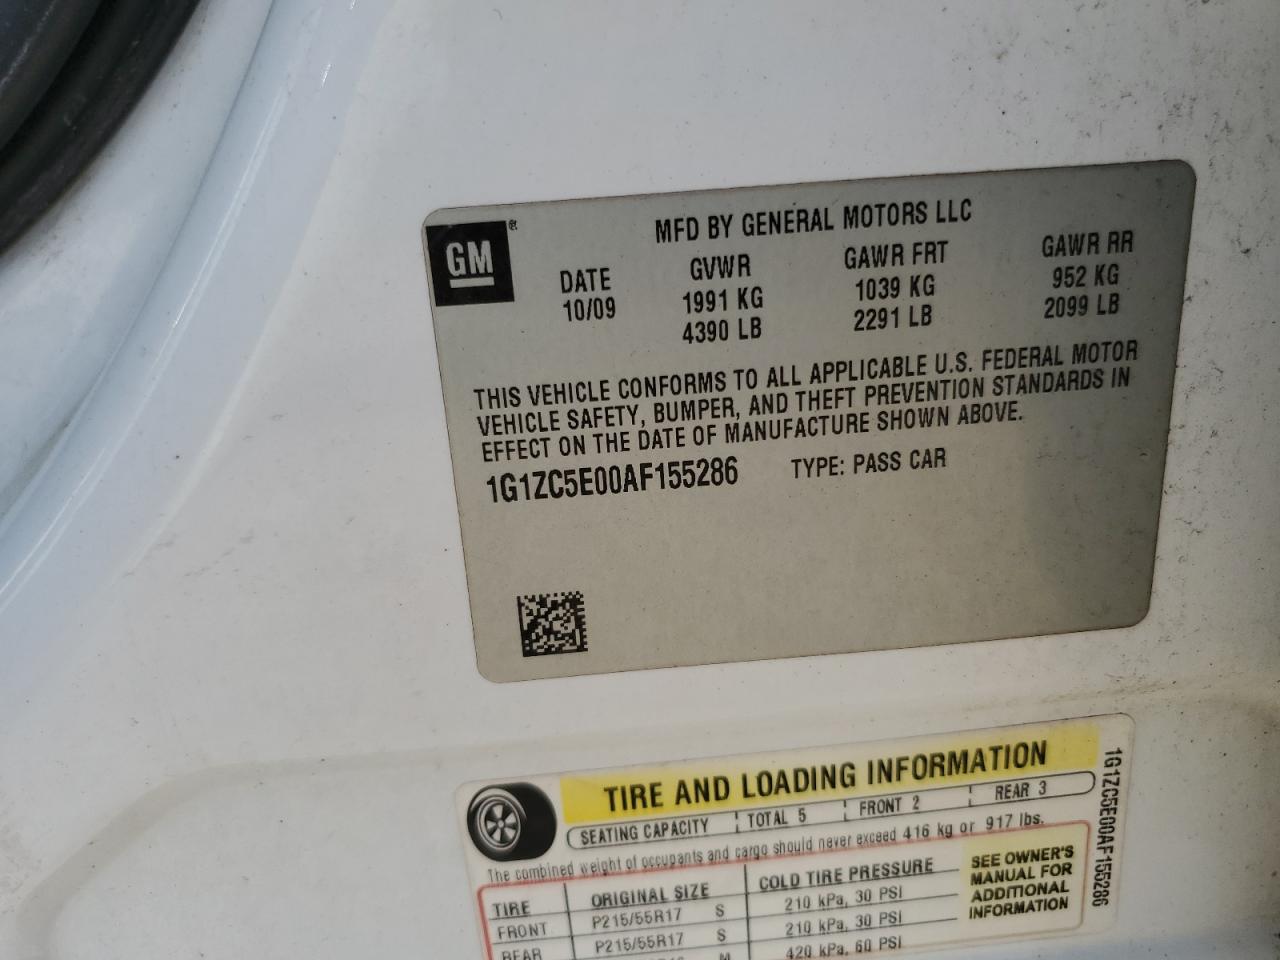 MFD BY GENERAL MOTORS LLC
GM®
DATE GVWR GAWR FRT GAWR RR
10/09 1991 KG 1039 KG 952 KG
4390 LB 2291 LB 2099 LB
THIS VEHICLE CONFORMS TO ALL APPLICABLE U.S. FEDERAL MOTOR
VEHICLE SAFETY, BUMPER, AND THEFT PREVENTION STANDARDS IN
EFFECT ON THE DATE OF MANUFACTURE SHOWN ABOVE.
1G1ZC5E00AF155286 TYPE: PASS CAR
TIRE AND LOADING INFORMATION
SEATING CAPACITY TOTAL 5 FRONT 2 REAR 3
The combined weight of occupants and cargo should never exceed 416 kg or 917 lbs.
TIRE ORIGINAL SIZE COLD TIRE PRESSURE
FRONT P215/55R17 S 210 kPa, 30 PSI
REAR P215/55R17 S 210 kPa, 30 PSI
M 420 kPa, 60 PSI
SEE OWNER'S
MANUAL FOR
ADDITIONAL
INFORMATION
1G1ZC5E00AF155286